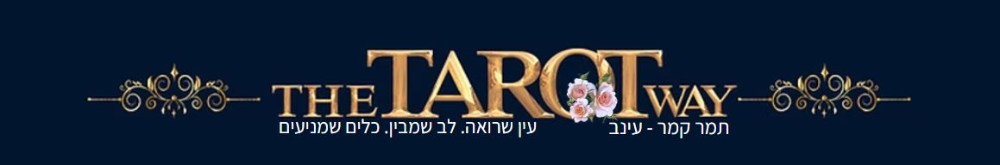 THE TAROT WAY
תמר קמר - עינב
עין שרואה. לב שמבין. כלים שמניעים